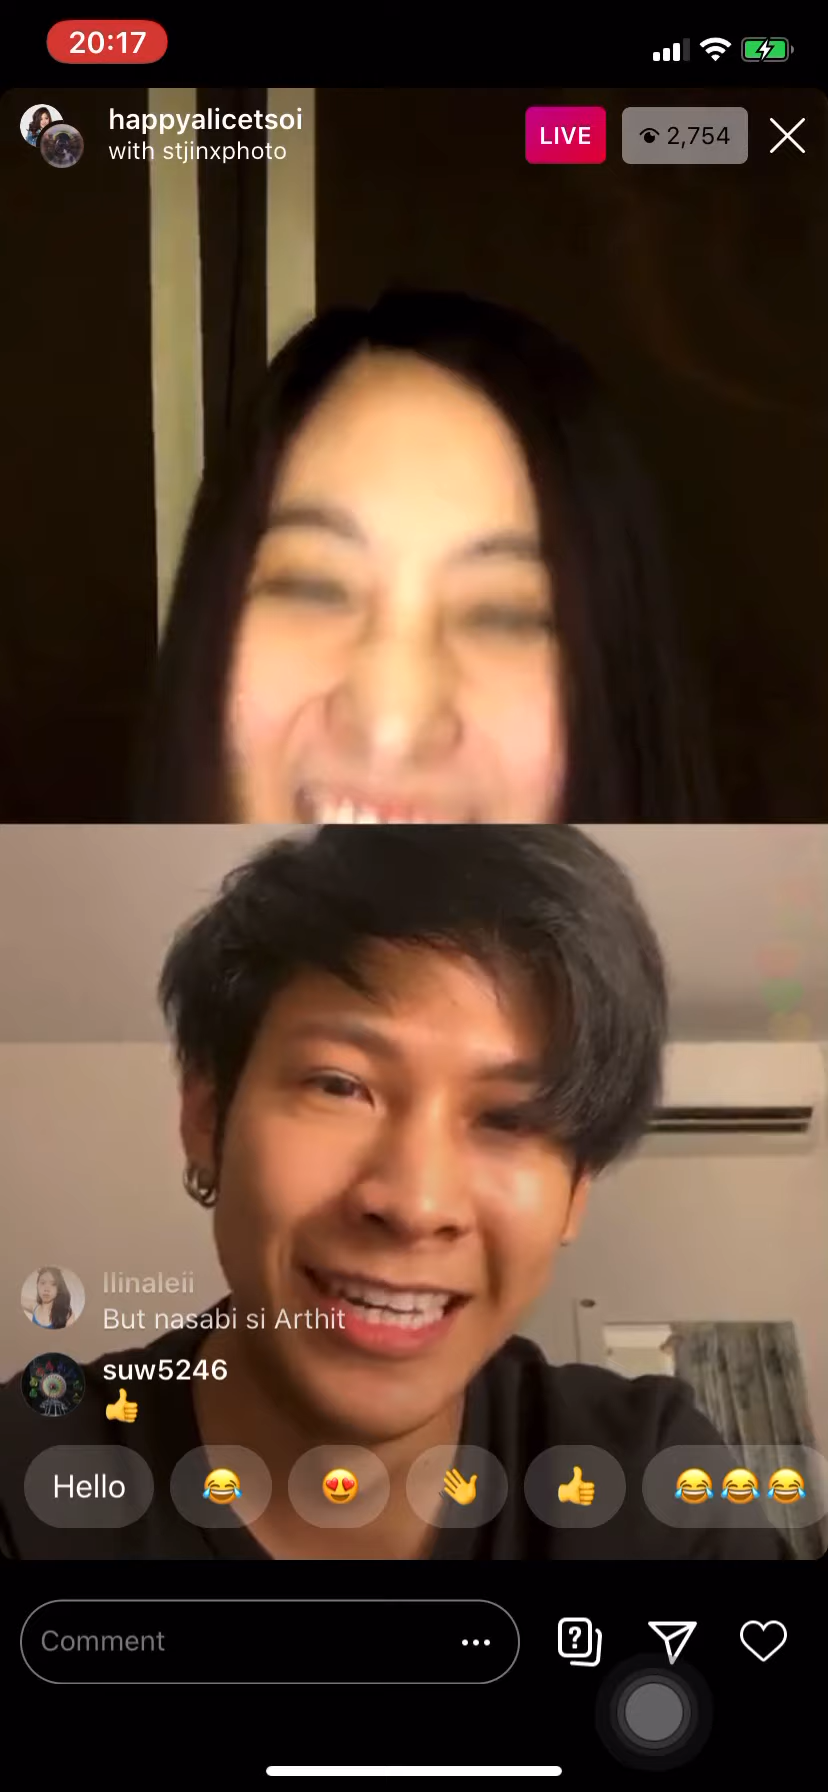 20:17
happyalicetsoi
with stjinxphoto
LIVE
2,754
llinaleii
But nasabi si Arthit
suw5246
👍
Hello
😂
😍
👋
👍
😂😂😂
Comment